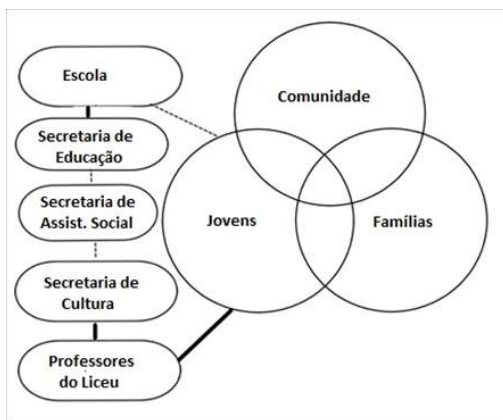 Escola
Secretaria de
Educação
Secretaria de
Assist. Social
Secretaria de
Cultura
Professores
do Liceu
Comunidade
Jovens
Famílias